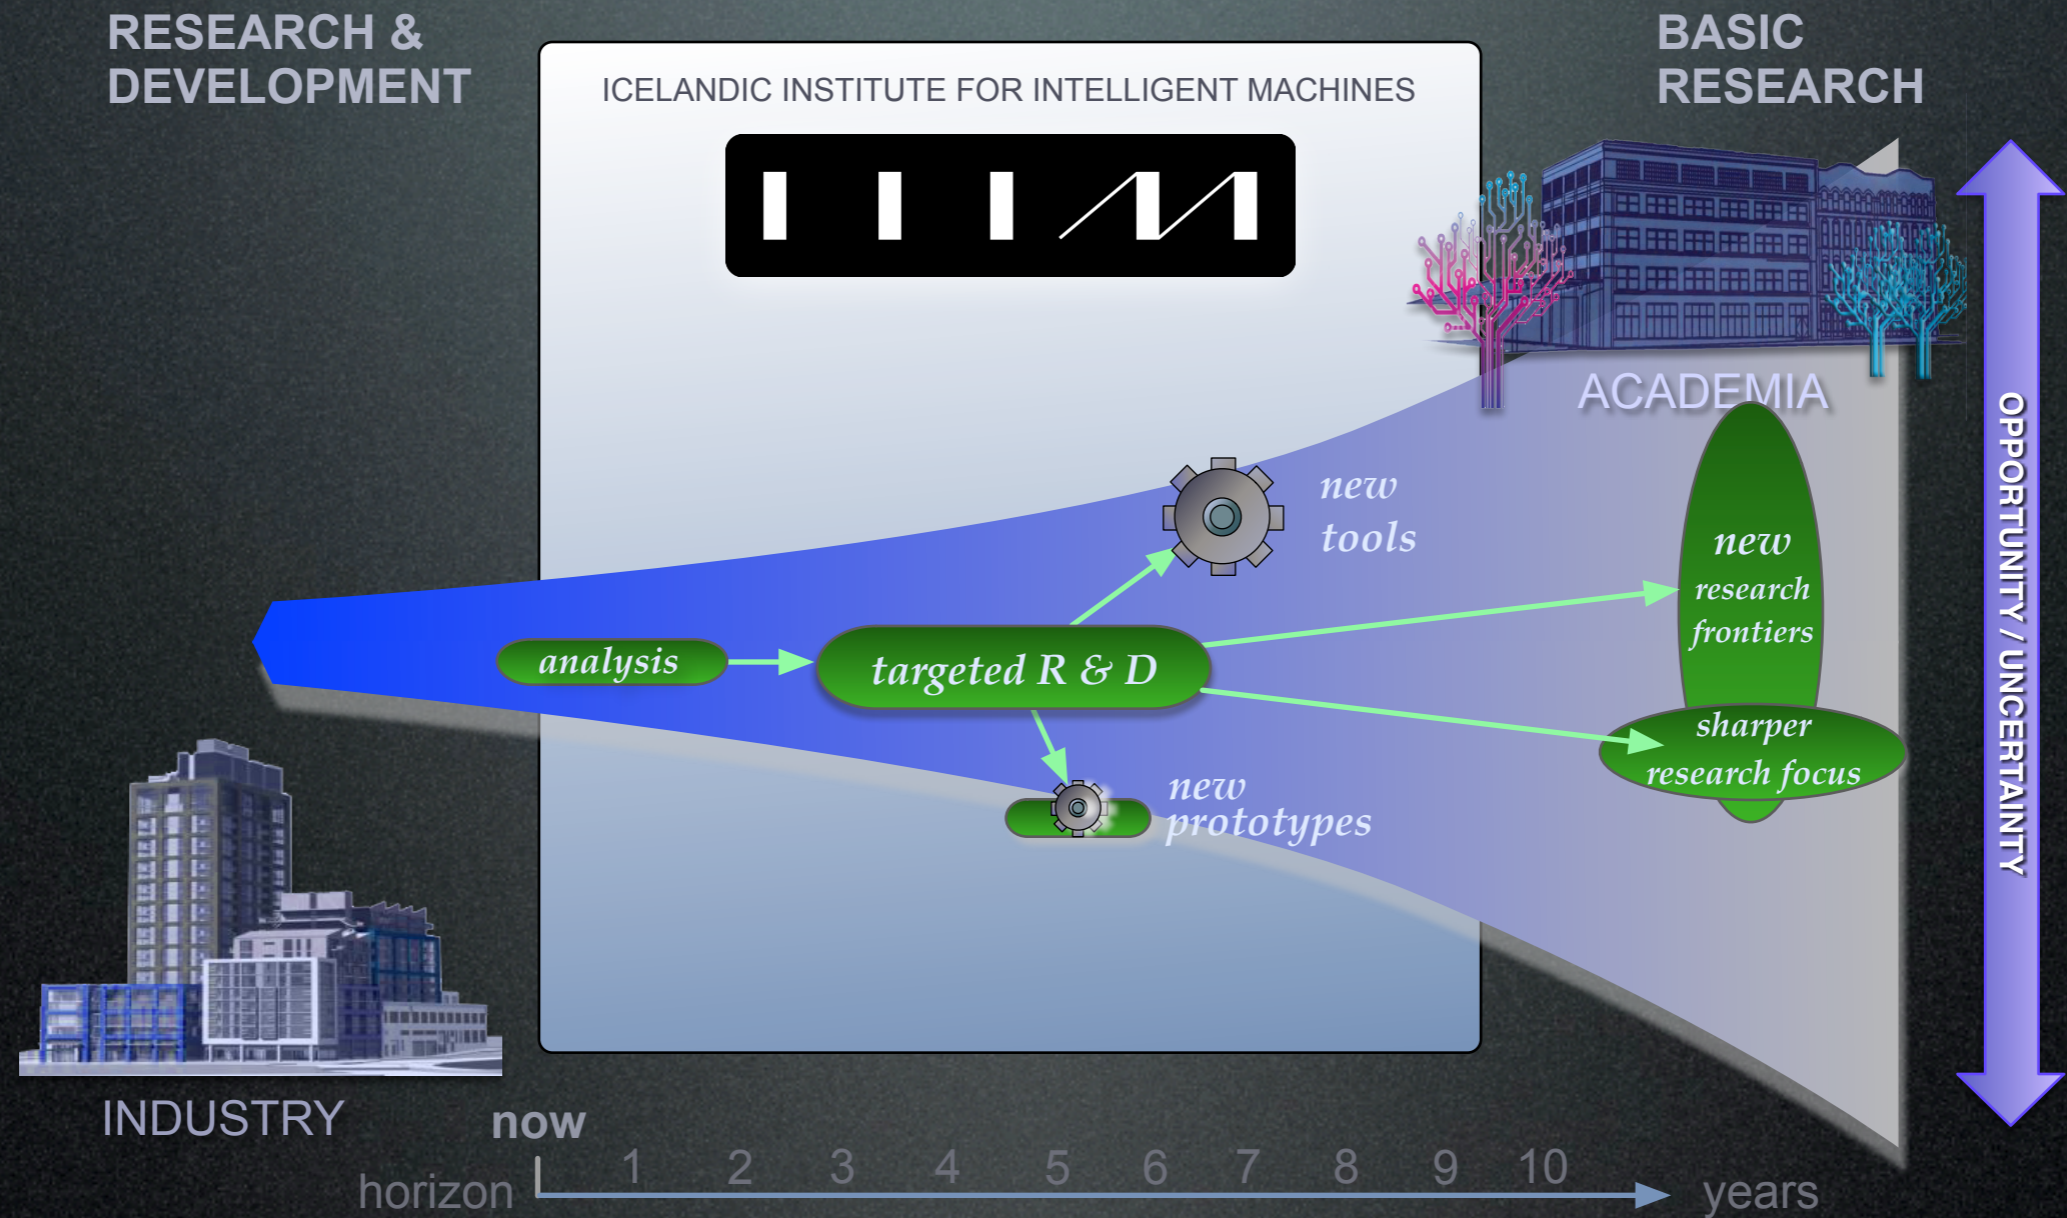 RESEARCH &
DEVELOPMENT
ICELANDIC INSTITUTE FOR INTELLIGENT MACHINES
IIIM
BASIC
RESEARCH
ACADEMIA
new
tools
new
research
frontiers
analysis
targeted R & D
sharper
research focus
new
prototypes
OPPORTUNITY / UNCERTAINTY
INDUSTRY
now
horizon
1 2 3 4 5 6 7 8 9 10
years